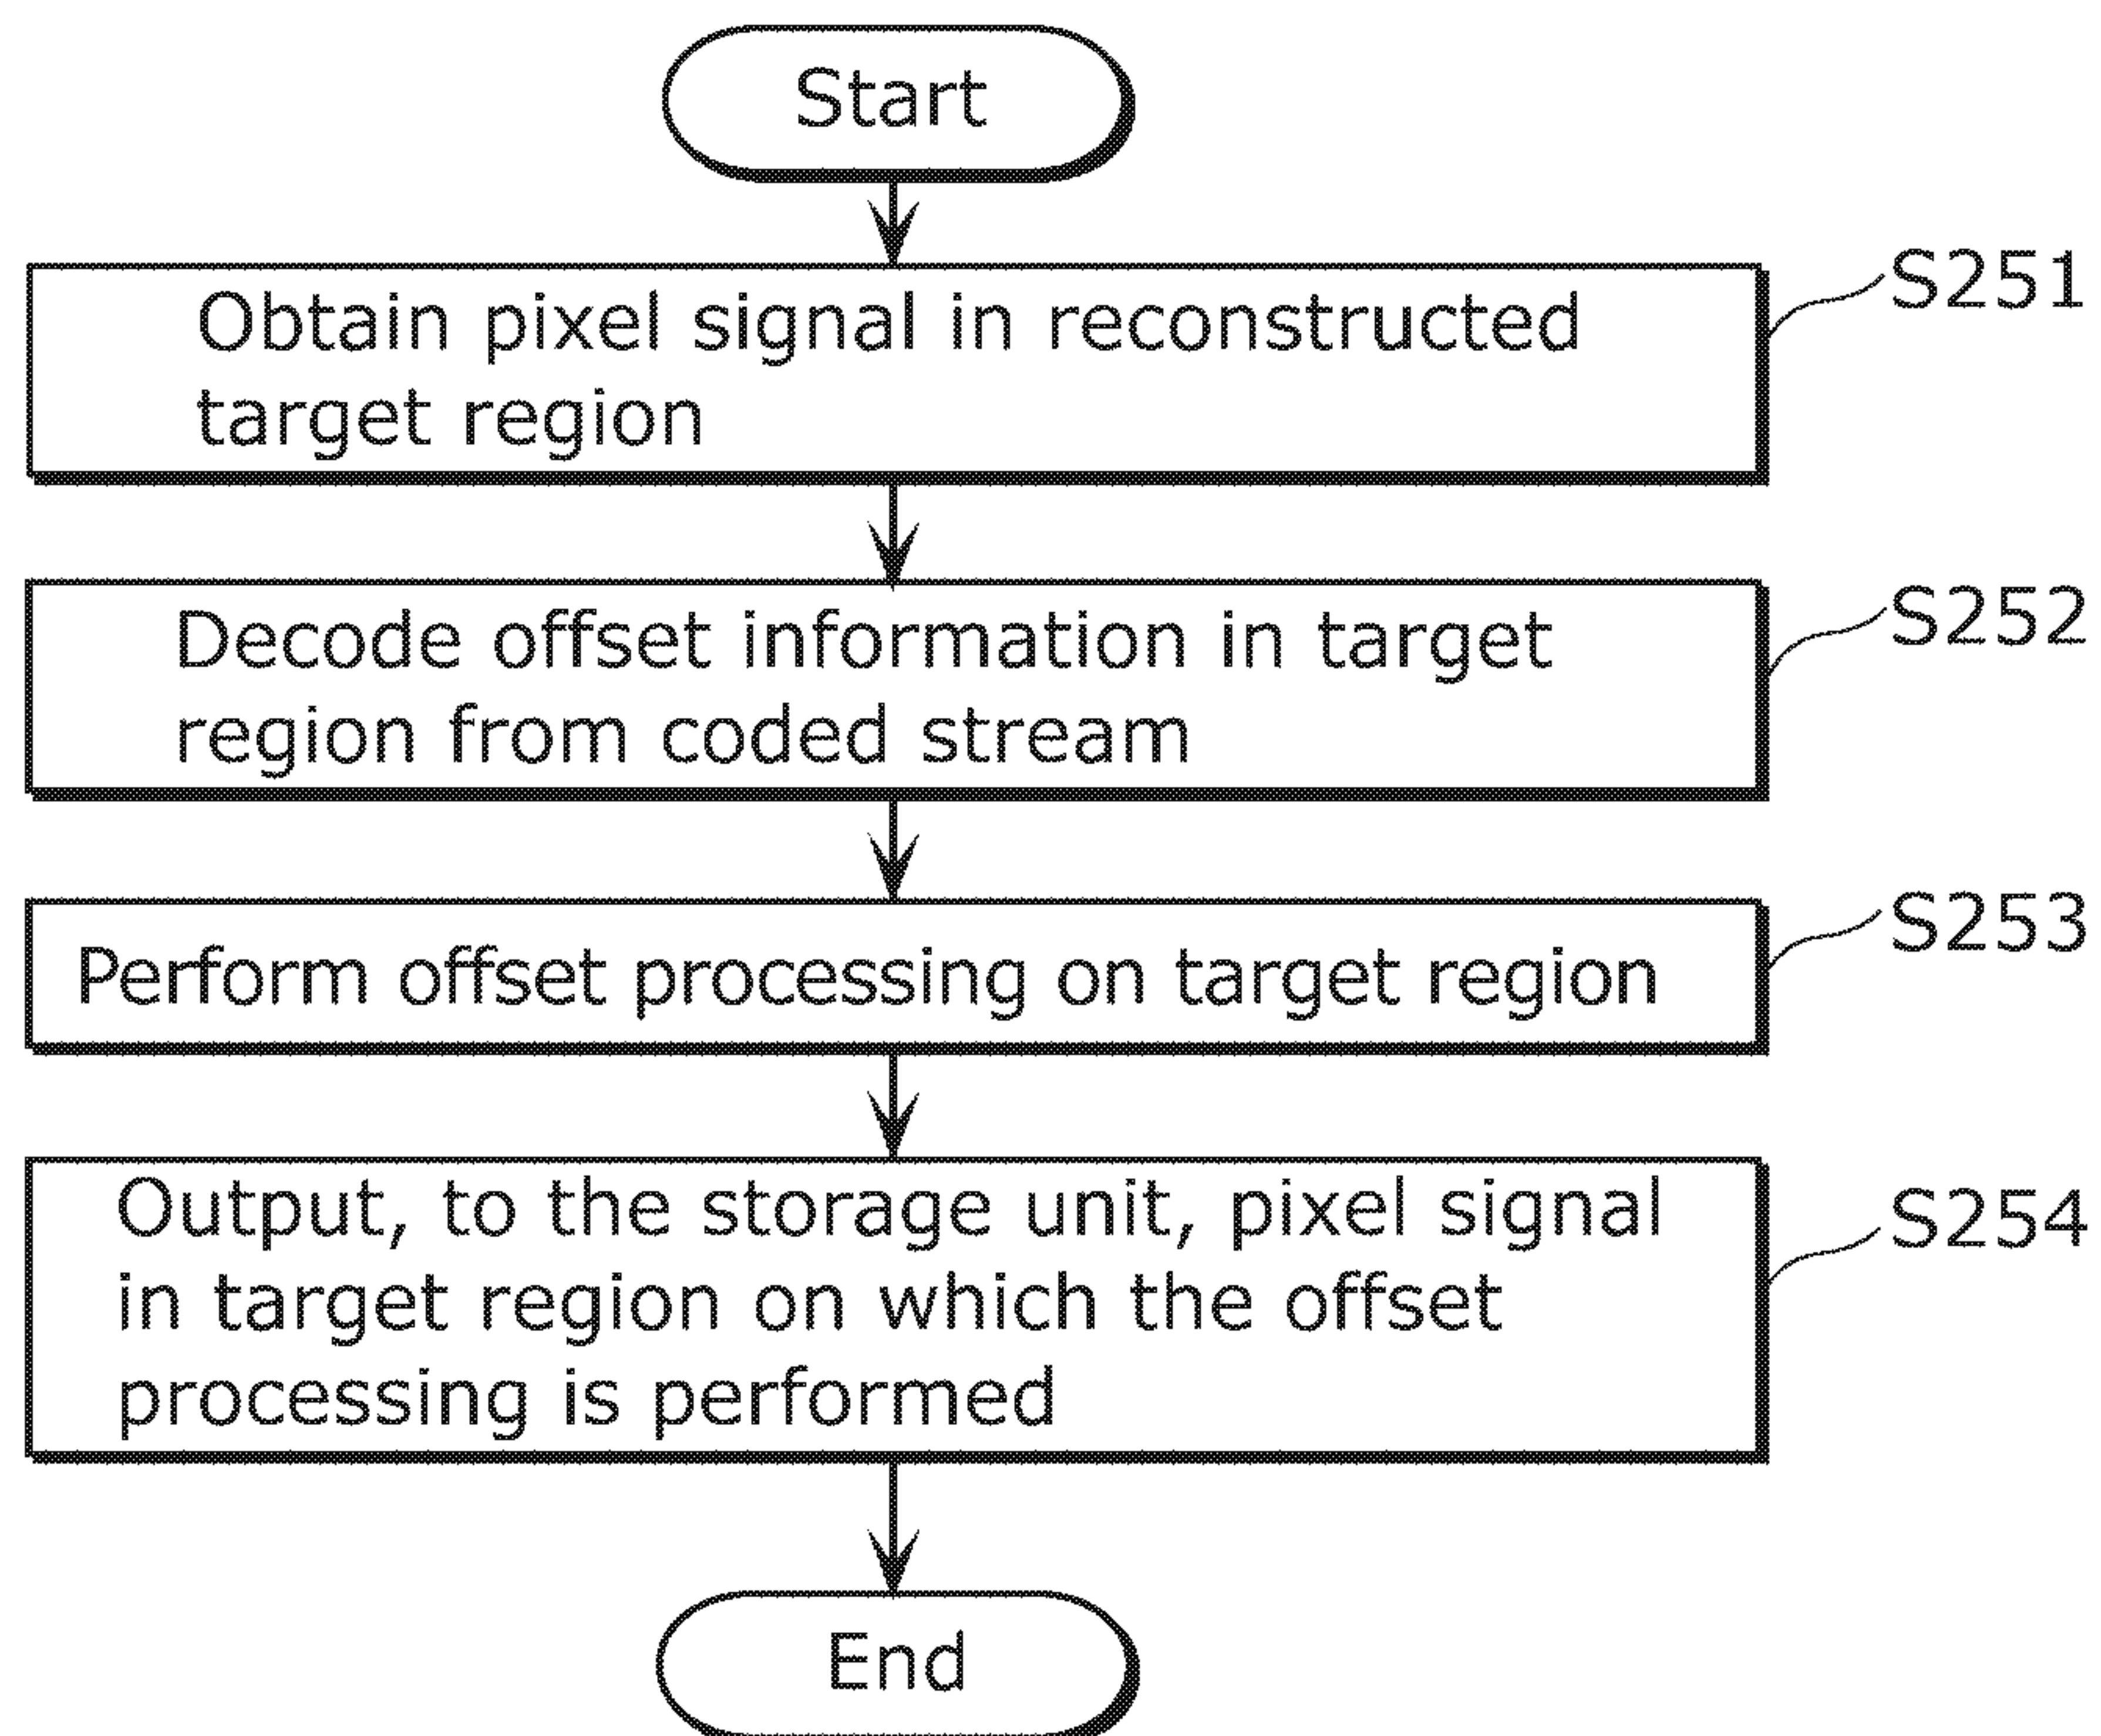 Start
S251
Obtain pixel signal in reconstructed
target region
S252
Decode offset information in target
region from coded stream
S253
Perform offset processing on target region
S254
Output, to the storage unit, pixel signal
in target region on which the offset
processing is performed
End